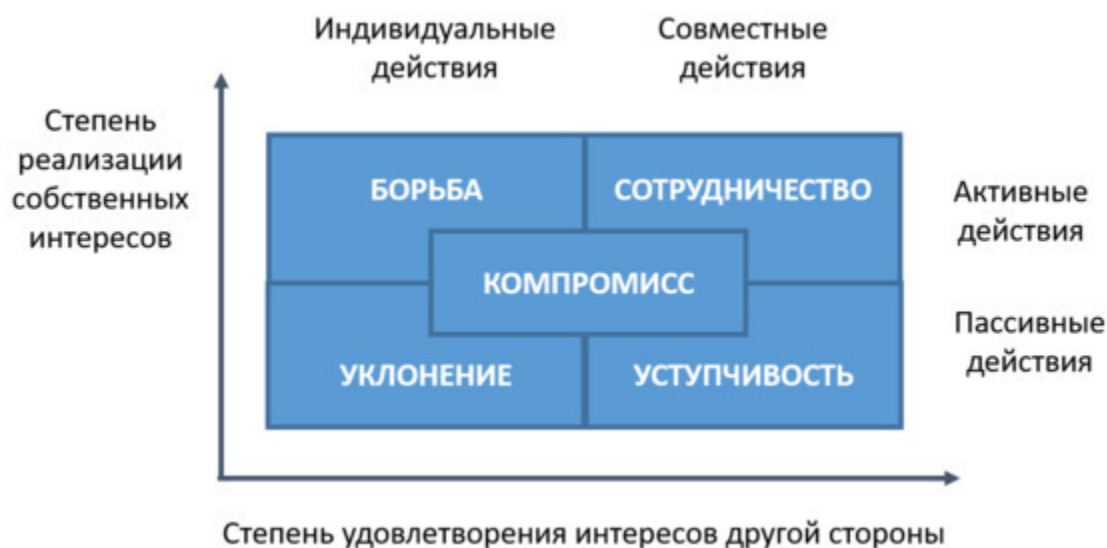 Индивидуальные
действия
Совместные
действия
Степень
реализации
собственных
интересов
БОРЬБА
СОТРУДНИЧЕСТВО
Активные
действия
КОМПРОМИСС
Пассивные
действия
УКЛОНЕНИЕ
УСТУПЧИВОСТЬ
Степень удовлетворения интересов другой стороны